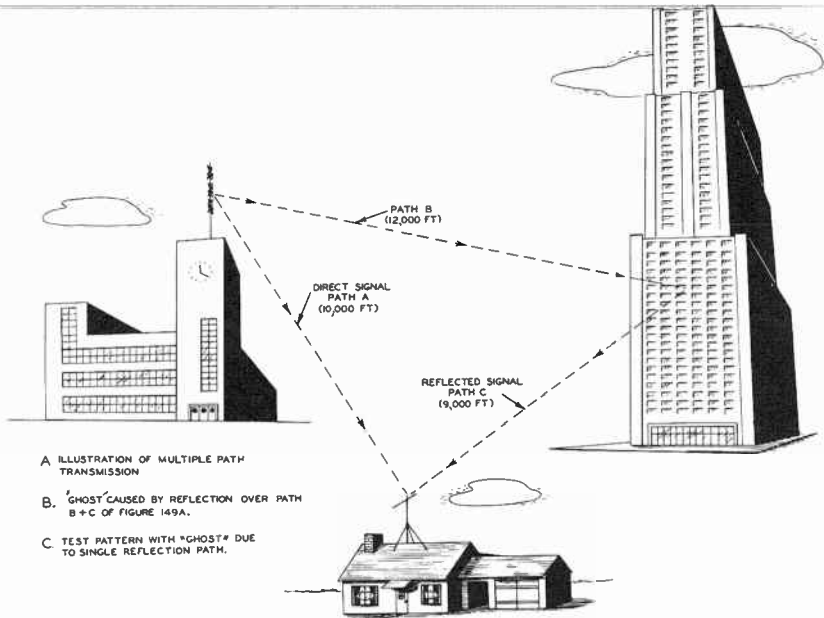 PATH B
(12,000 FT)
DIRECT SIGNAL
PATH A
(10,000 FT)
REFLECTED SIGNAL
PATH C
(9,000 FT)
A ILLUSTRATION OF MULTIPLE PATH
TRANSMISSION
B. "GHOST" CAUSED BY REFLECTION OVER PATH
B+C OF FIGURE 149A.
C. TEST PATTERN WITH "GHOST" DUE
TO SINGLE REFLECTION PATH.